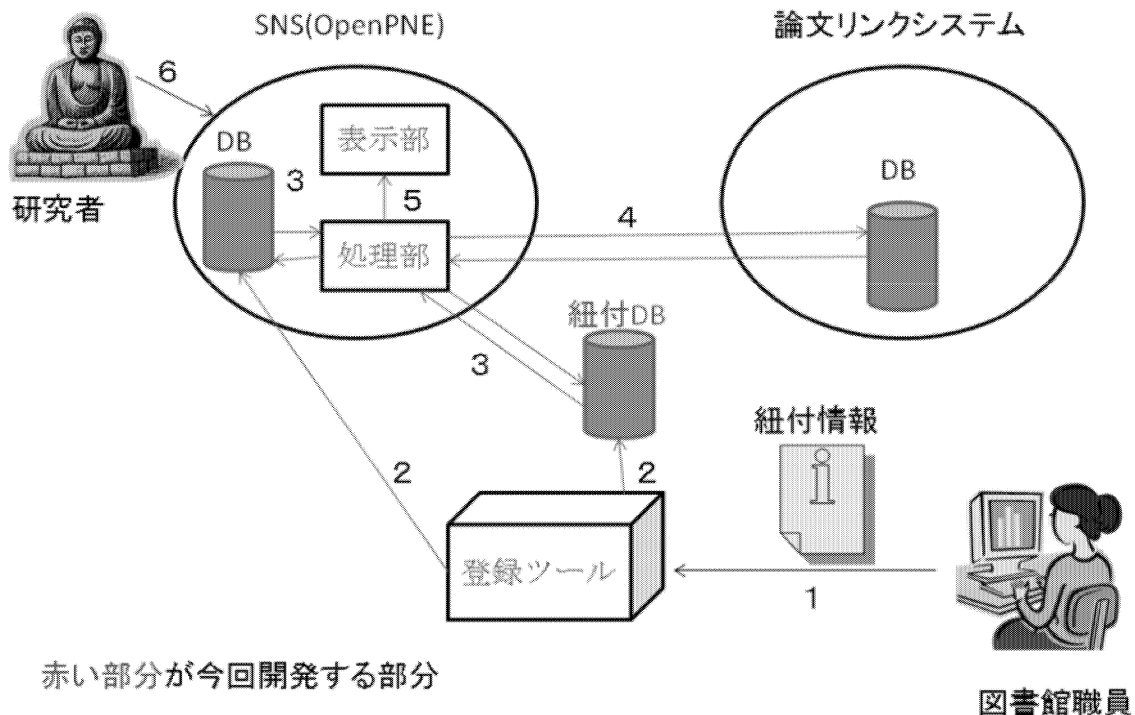 SNS(OpenPNE)
論文リンクシステム
6
DB
表示部
DB
3
5
4
研究者
処理部
紐付DB
3
紐付情報
i
2
2
登録ツール
1
赤い部分が今回開発する部分
図書館職員